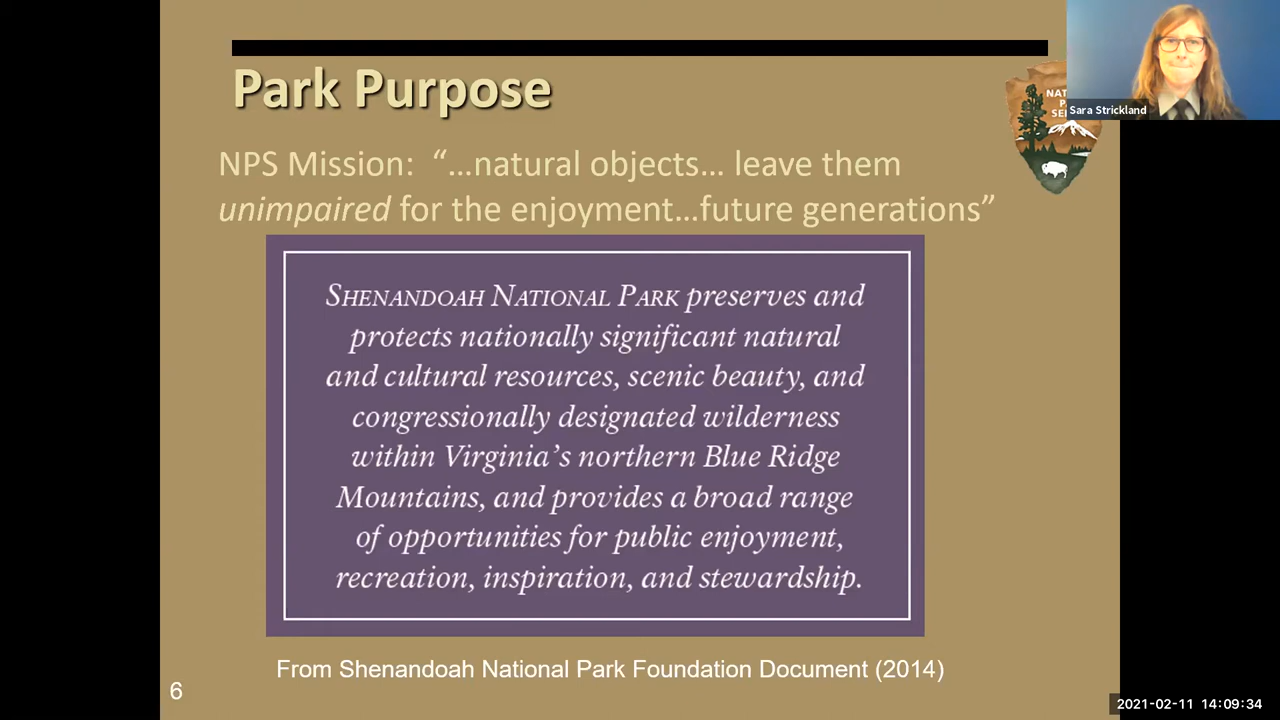 Park Purpose
NPS Mission: “…natural objects… leave them
unimpaired for the enjoyment…future generations”
SHENANDOAH NATIONAL PARK preserves and
protects nationally significant natural
and cultural resources, scenic beauty, and
congressionally designated wilderness
within Virginia’s northern Blue Ridge
Mountains, and provides a broad range
of opportunities for public enjoyment,
recreation, inspiration, and stewardship.
From Shenandoah National Park Foundation Document (2014)
6
Sara Strickland
2021-02-11 14:09:34